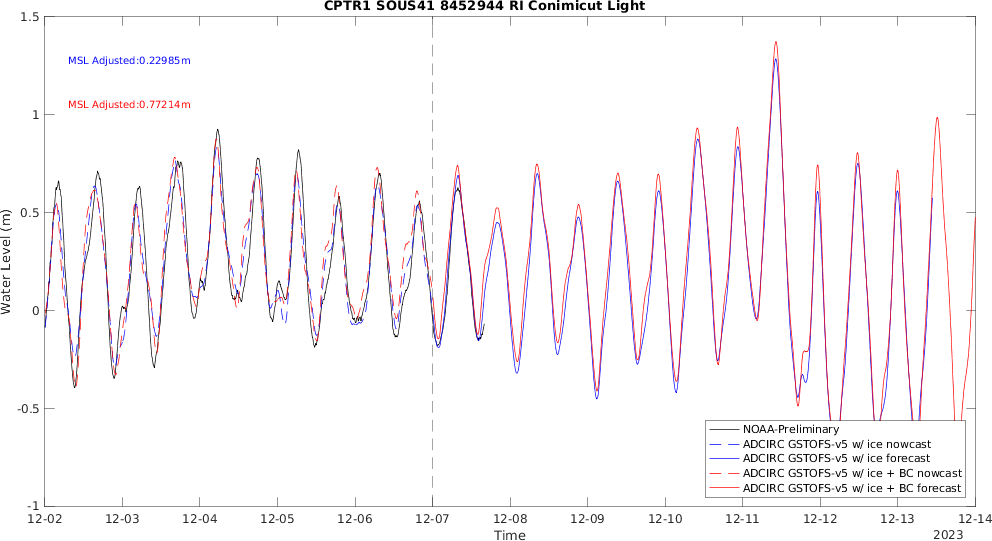 CPTR1 SOUS41 8452944 RI Conimicut Light
MSL Adjusted:0.22985m
MSL Adjusted:0.77214m
Water Level (m)
1.5
1
0.5
0
-0.5
-1
NOAA-Preliminary
ADCIRC GSTOFS-v5 w/ ice nowcast
ADCIRC GSTOFS-v5 w/ ice forecast
ADCIRC GSTOFS-v5 w/ ice + BC nowcast
ADCIRC GSTOFS-v5 w/ ice + BC forecast
12-02 12-03 12-04 12-05 12-06 12-07 12-08 12-09 12-10 12-11 12-12 12-13 12-14
Time
2023